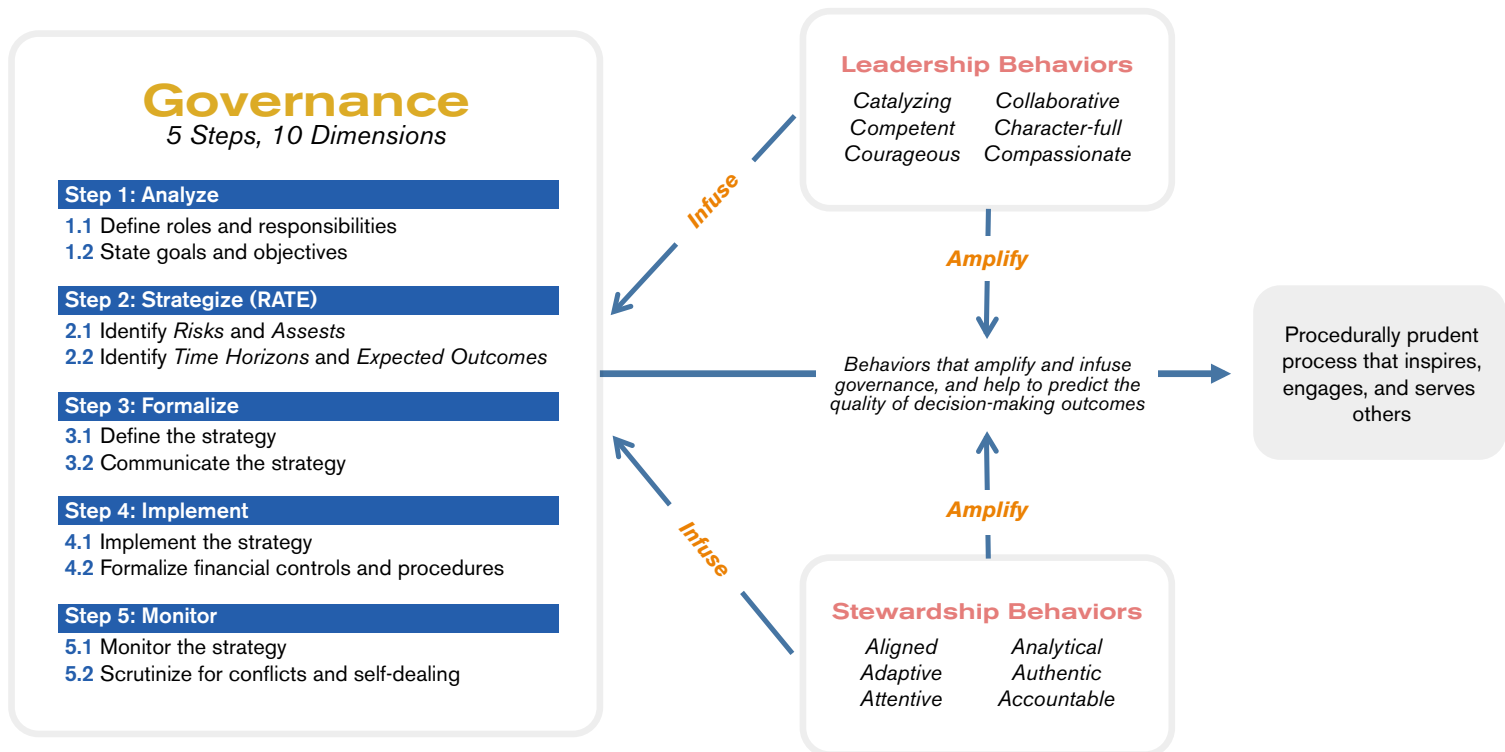 Governance
5 Steps, 10 Dimensions
Step 1: Analyze
1.1 Define roles and responsibilities
1.2 State goals and objectives
Step 2: Strategize (RATE)
2.1 Identify Risks and Assests
2.2 Identify Time Horizons and Expected Outcomes
Step 3: Formalize
3.1 Define the strategy
3.2 Communicate the strategy
Step 4: Implement
4.1 Implement the strategy
4.2 Formalize financial controls and procedures
Step 5: Monitor
5.1 Monitor the strategy
5.2 Scrutinize for conflicts and self-dealing
Infuse
Infuse
Leadership Behaviors
Catalyzing Collaborative
Competent Character-full
Courageous Compassionate
Amplify
Behaviors that amplify and infuse
governance, and help to predict the
quality of decision-making outcomes
Amplify
Stewardship Behaviors
Aligned Analytical
Adaptive Authentic
Attentive Accountable
Procedurally prudent
process that inspires,
engages, and serves
others